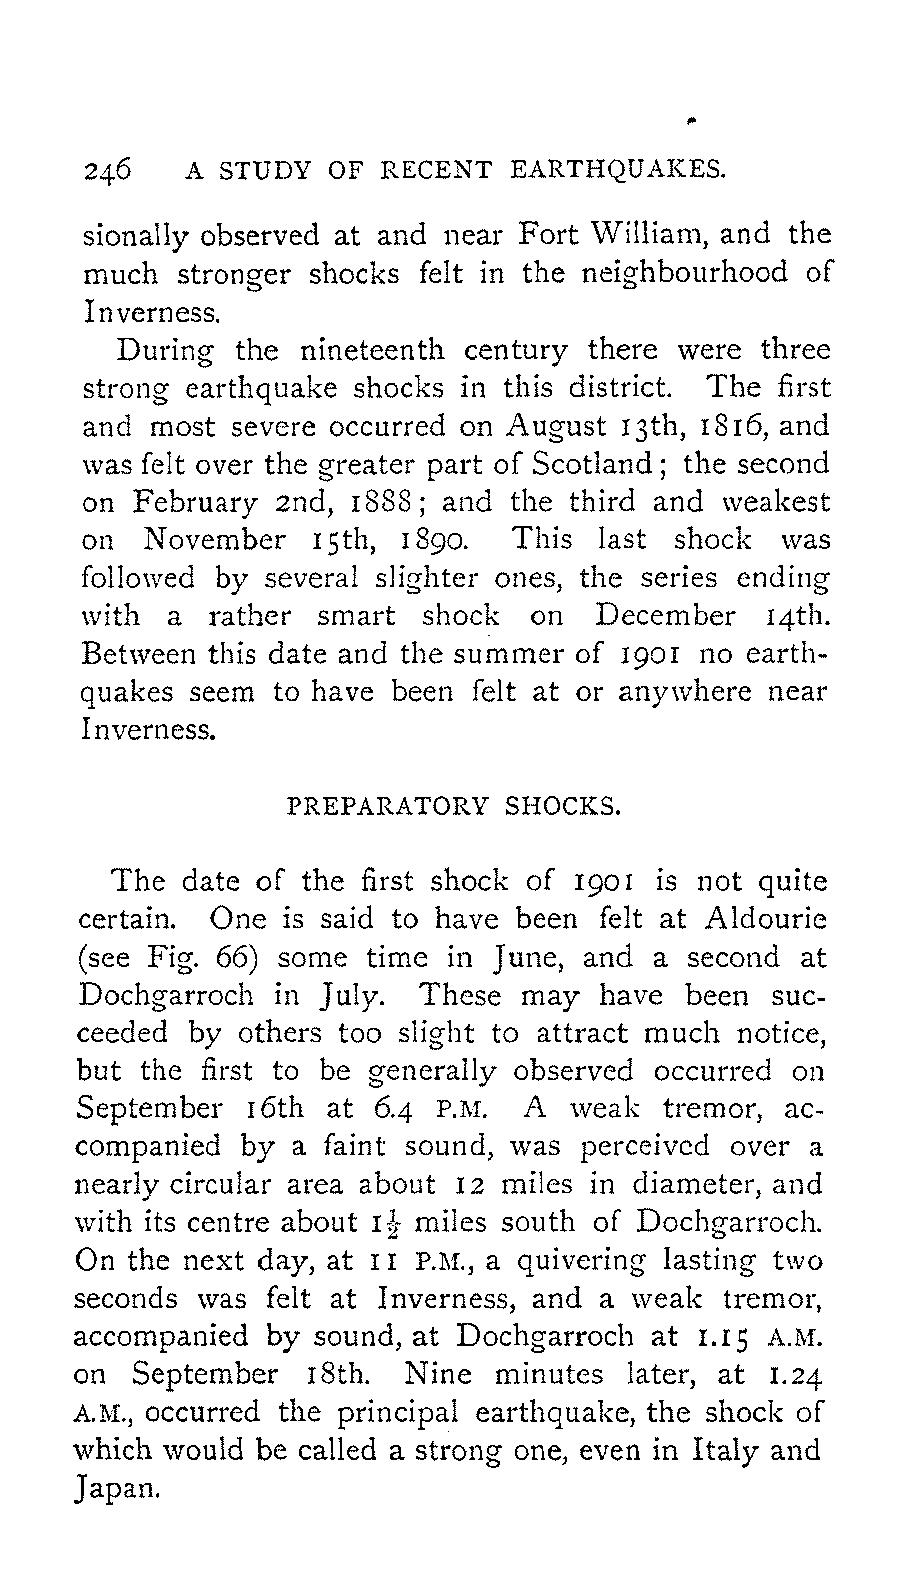 246 A STUDY OF RECENT EARTHQUAKES.
sionally observed at and near Fort William, and the
much stronger shocks felt in the neighbourhood of
Inverness.
During the nineteenth century there were three
strong earthquake shocks in this district. The first
and most severe occurred on August 13th, 1816, and
was felt over the greater part of Scotland; the second
on February 2nd, 1888; and the third and weakest
on November 15th, 1890. This last shock was
followed by several slighter ones, the series ending
with a rather smart shock on December 14th.
Between this date and the summer of 1901 no earth-
quakes seem to have been felt at or anywhere near
Inverness.
PREPARATORY SHOCKS.
The date of the first shock of 1901 is not quite
certain. One is said to have been felt at Aldourie
(see Fig. 66) some time in June, and a second at
Dochgarroch in July. These may have been suc-
ceeded by others too slight to attract much notice,
but the first to be generally observed occurred on
September 16th at 6.4 P.M. A weak tremor, ac-
companied by a faint sound, was perceived over a
nearly circular area about 12 miles in diameter, and
with its centre about 1½ miles south of Dochgarroch.
On the next day, at 11 P.M., a quivering lasting two
seconds was felt at Inverness, and a weak tremor,
accompanied by sound, at Dochgarroch at 1.15 A.M.
on September 18th. Nine minutes later, at 1.24
A.M., occurred the principal earthquake, the shock of
which would be called a strong one, even in Italy and
Japan.